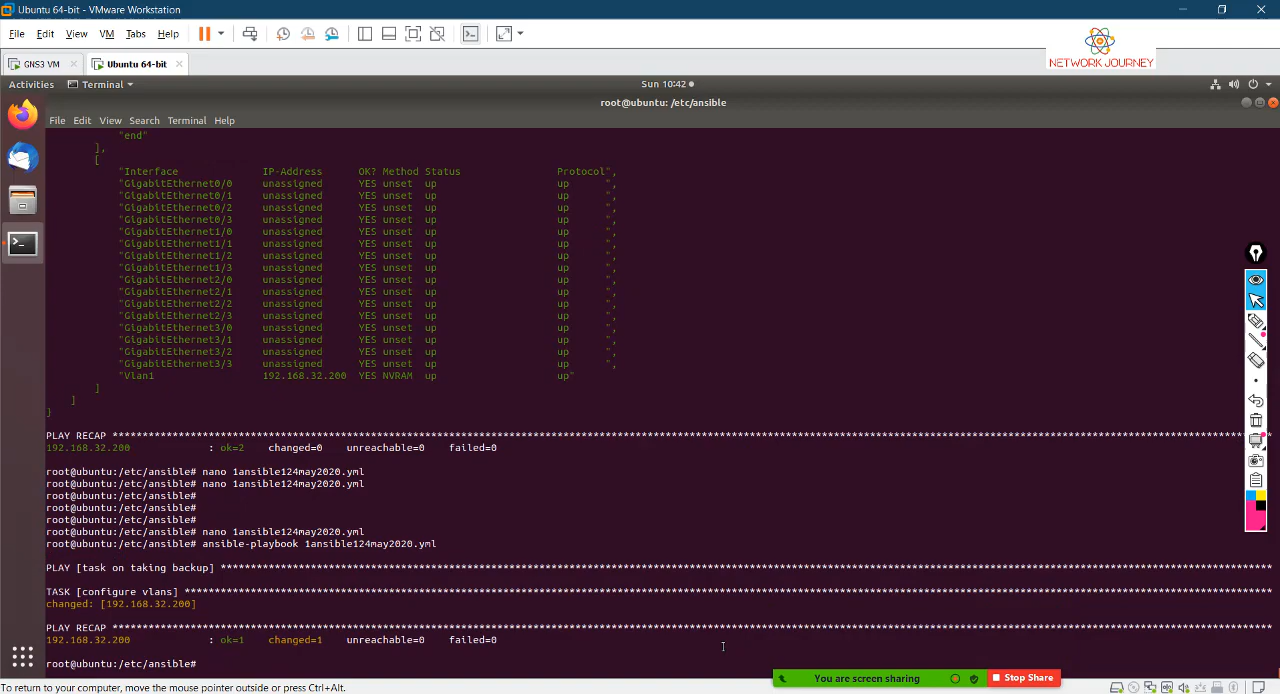 Ubuntu 64-bit - VMware Workstation
File Edit View VM Tabs Help
NETWORK JOURNEY
GNS3 VM Ubuntu 64-bit
Activities Terminal Sun 10:42
root@ubuntu: /etc/ansible
File Edit View Search Terminal Help
"end"
],
[
"Interface IP-Address OK? Method Status Protocol",
"GigabitEthernet0/0 unassigned YES unset up up ",
"GigabitEthernet0/1 unassigned YES unset up up ",
"GigabitEthernet0/2 unassigned YES unset up up ",
"GigabitEthernet0/3 unassigned YES unset up up ",
"GigabitEthernet1/0 unassigned YES unset up up ",
"GigabitEthernet1/1 unassigned YES unset up up ",
"GigabitEthernet1/2 unassigned YES unset up up ",
"GigabitEthernet1/3 unassigned YES unset up up ",
"GigabitEthernet2/0 unassigned YES unset up up ",
"GigabitEthernet2/1 unassigned YES unset up up ",
"GigabitEthernet2/2 unassigned YES unset up up ",
"GigabitEthernet2/3 unassigned YES unset up up ",
"GigabitEthernet3/0 unassigned YES unset up up ",
"GigabitEthernet3/1 unassigned YES unset up up ",
"GigabitEthernet3/2 unassigned YES unset up up ",
"GigabitEthernet3/3 unassigned YES unset up up ",
"Vlan1 192.168.32.200 YES NVRAM up up"
]
]
}
PLAY RECAP *********************************************************************
192.168.32.200 : ok=2 changed=0 unreachable=0 failed=0
root@ubuntu:/etc/ansible# nano 1ansible124may2020.yml
root@ubuntu:/etc/ansible# nano 1ansible124may2020.yml
root@ubuntu:/etc/ansible#
root@ubuntu:/etc/ansible#
root@ubuntu:/etc/ansible#
root@ubuntu:/etc/ansible# nano 1ansible124may2020.yml
root@ubuntu:/etc/ansible# ansible-playbook 1ansible124may2020.yml
PLAY [task on taking backup] *********************************************************************
TASK [configure vlans] *********************************************************************
changed: [192.168.32.200]
PLAY RECAP *********************************************************************
192.168.32.200 : ok=1 changed=1 unreachable=0 failed=0
root@ubuntu:/etc/ansible#
You are screen sharing Stop Share
To return to your computer, move the mouse pointer outside or press Ctrl+Alt.